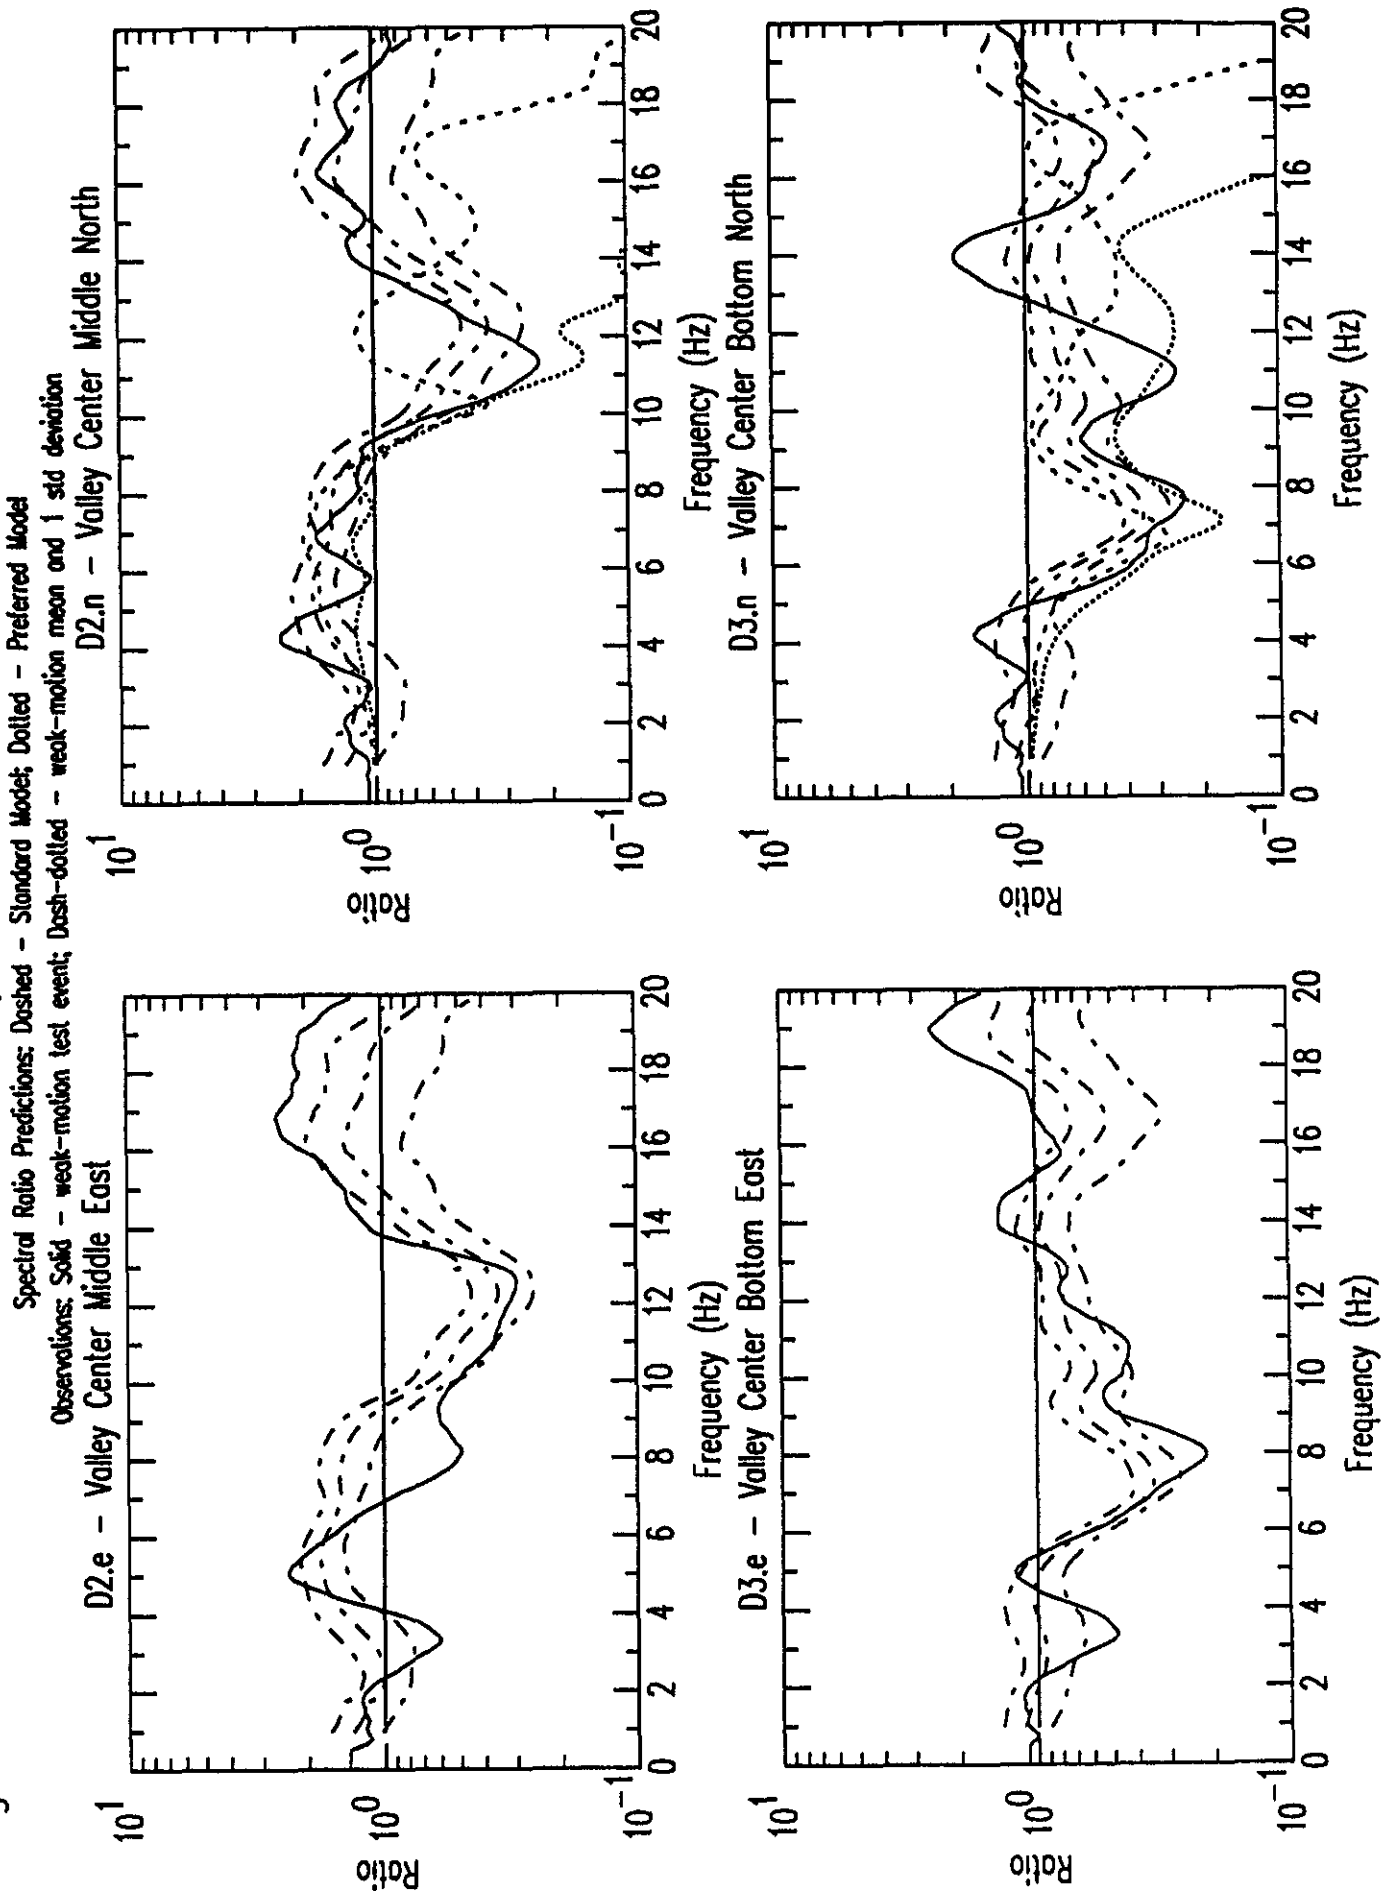 Spectral Ratio Predictions: Dashed - Standard Model; Dotted - Preferred Model
Observations: Solid - weak-motion test event; Dash-dotted - weak-motion mean and 1 std deviation
D2.e - Valley Center Middle East
10^1
10^0
10^-1
Ratio
0 2 4 6 8 10 12 14 16 18 20
Frequency (Hz)
D2.n - Valley Center Middle North
10^1
10^0
10^-1
Ratio
0 2 4 6 8 10 12 14 16 18 20
Frequency (Hz)
D3.e - Valley Center Bottom East
10^1
10^0
10^-1
Ratio
0 2 4 6 8 10 12 14 16 18 20
Frequency (Hz)
D3.n - Valley Center Bottom North
10^1
10^0
10^-1
Ratio
0 2 4 6 8 10 12 14 16 18 20
Frequency (Hz)